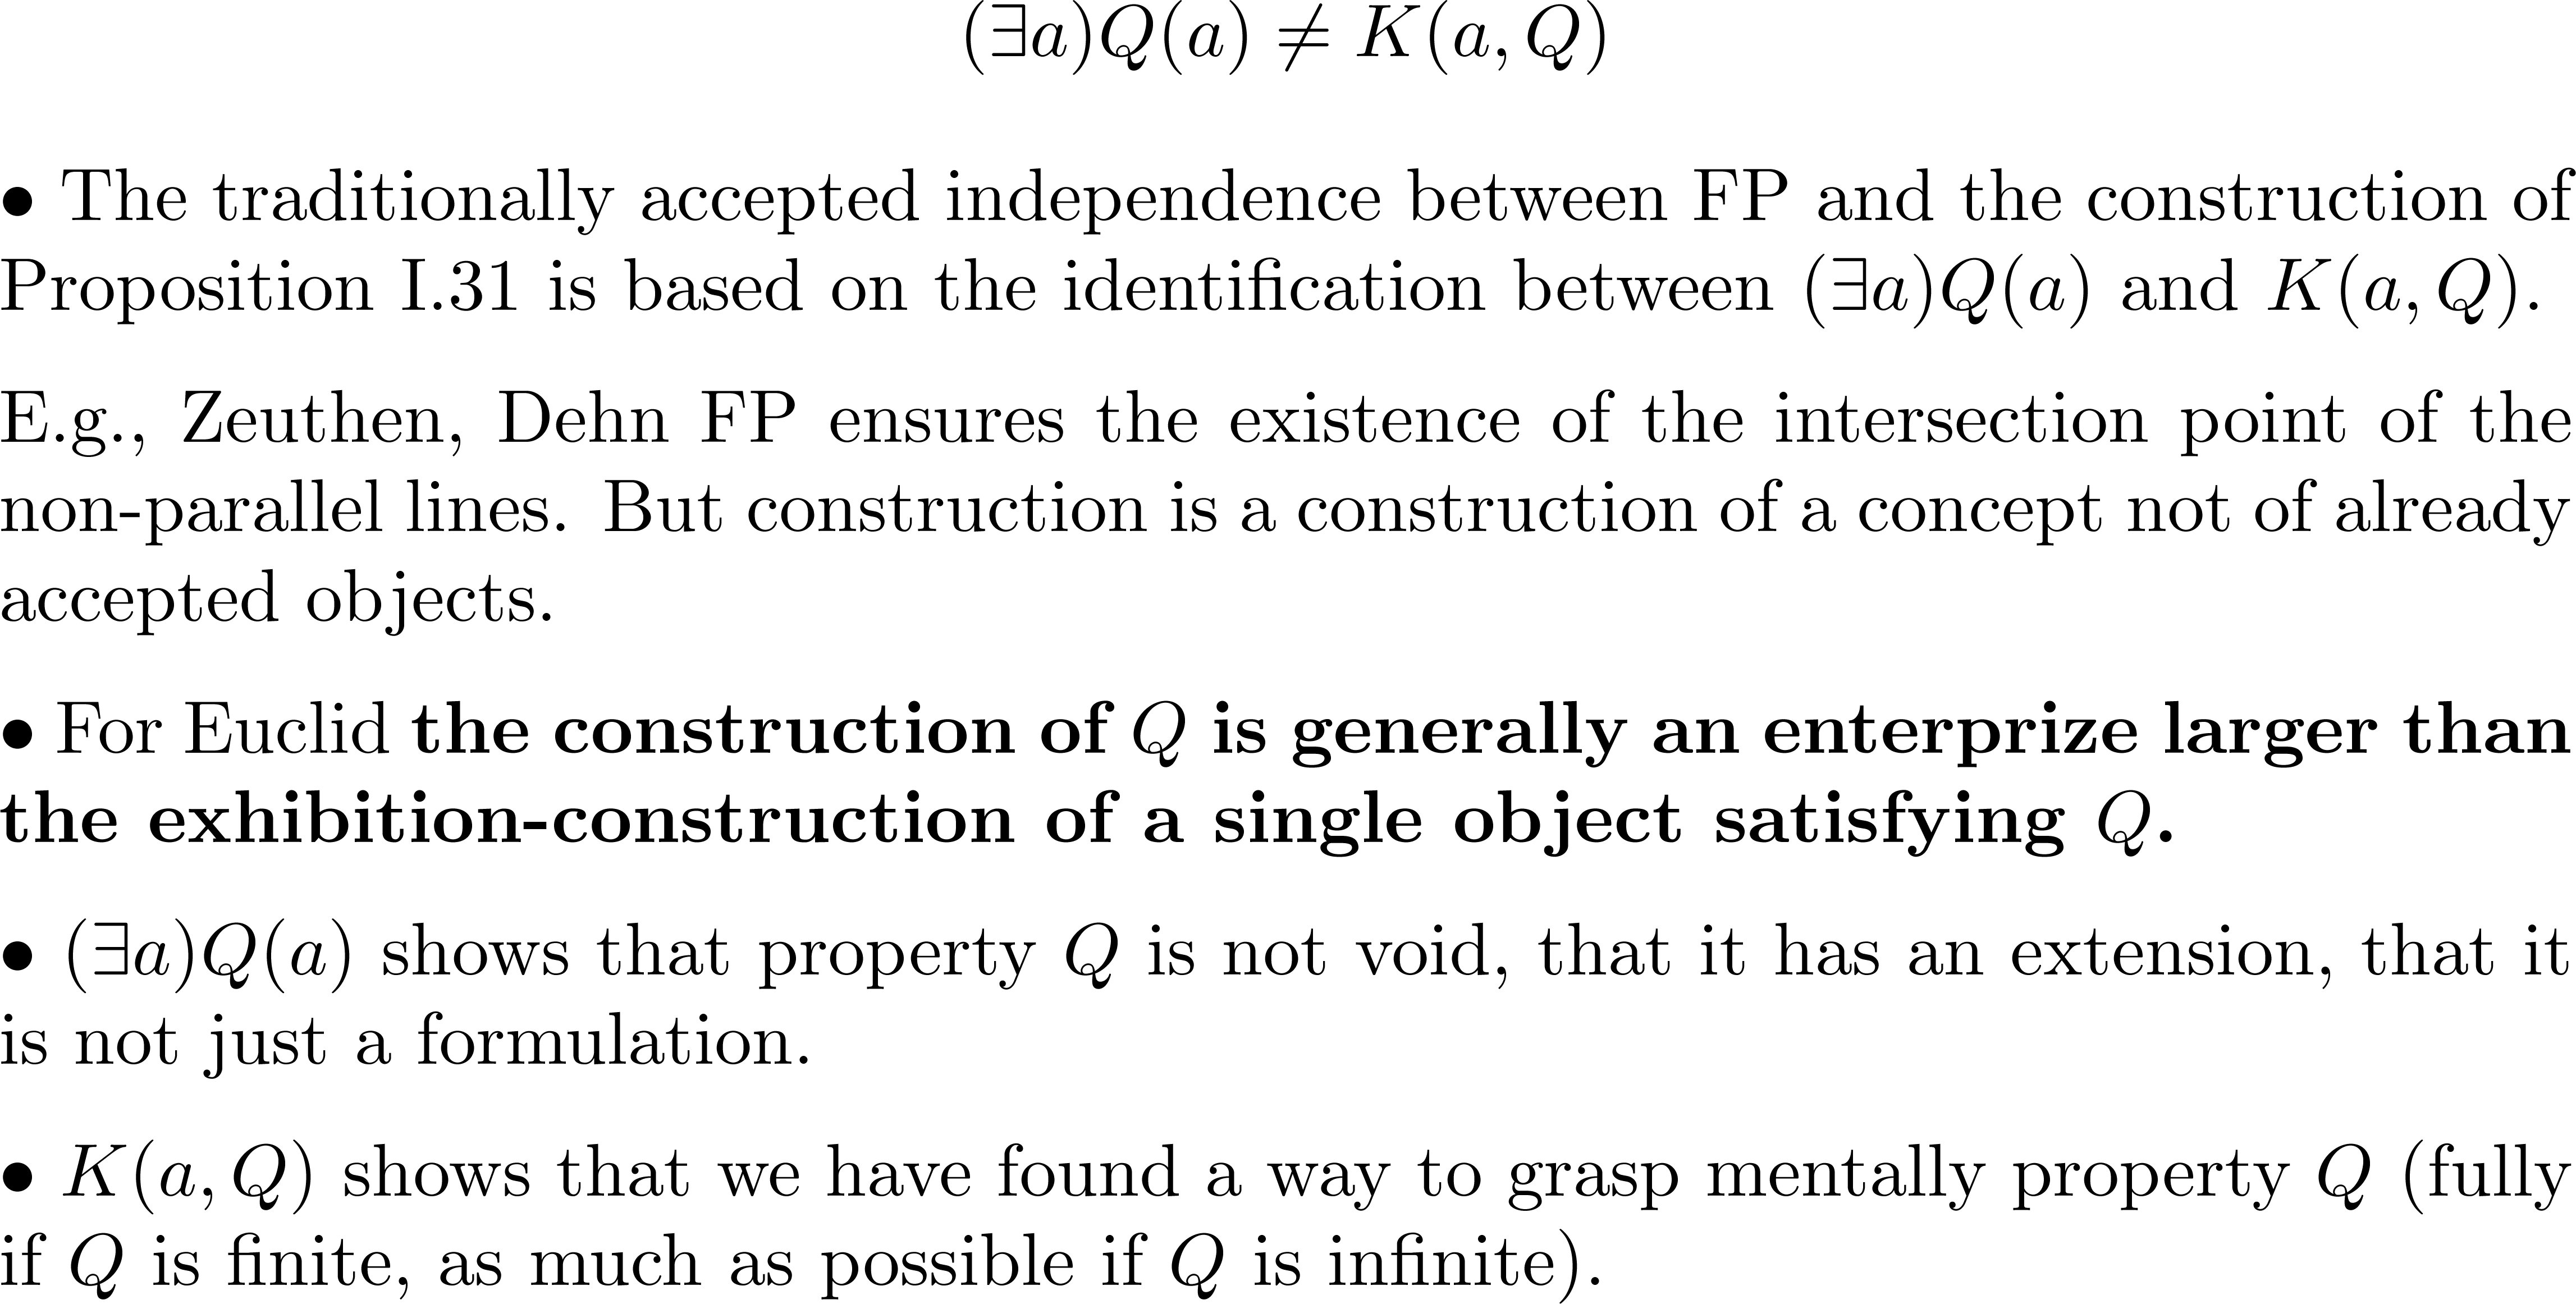 (∃a)Q(a) ≠ K(a, Q)
• The traditionally accepted independence between FP and the construction of
Proposition I.31 is based on the identification between (∃a)Q(a) and K(a, Q).
E.g., Zeuthen, Dehn FP ensures the existence of the intersection point of the
non-parallel lines. But construction is a construction of a concept not of already
accepted objects.
• For Euclid the construction of Q is generally an enterprize larger than
the exhibition-construction of a single object satisfying Q.
• (∃a)Q(a) shows that property Q is not void, that it has an extension, that it
is not just a formulation.
• K(a, Q) shows that we have found a way to grasp mentally property Q (fully
if Q is finite, as much as possible if Q is infinite).